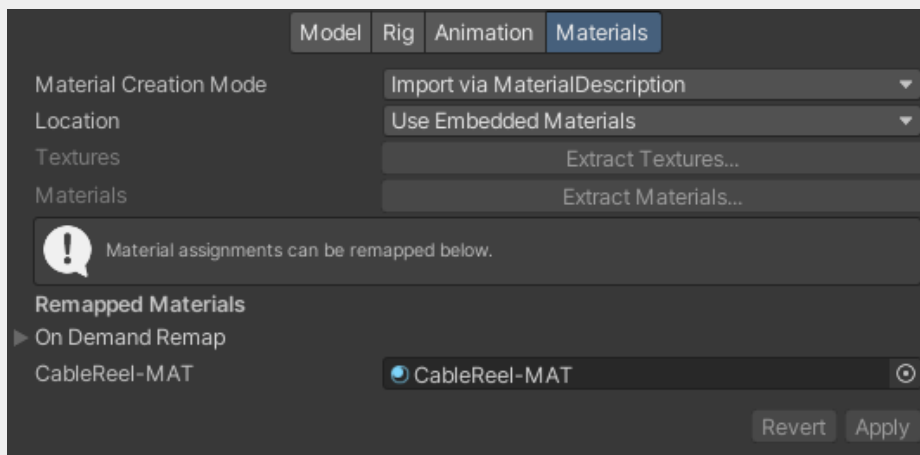 Model Rig Animation Materials
Material Creation Mode Import via MaterialDescription
Location Use Embedded Materials
Textures Extract Textures...
Materials Extract Materials...
Material assignments can be remapped below.
Remapped Materials
On Demand Remap
CableReel-MAT CableReel-MAT
Revert Apply